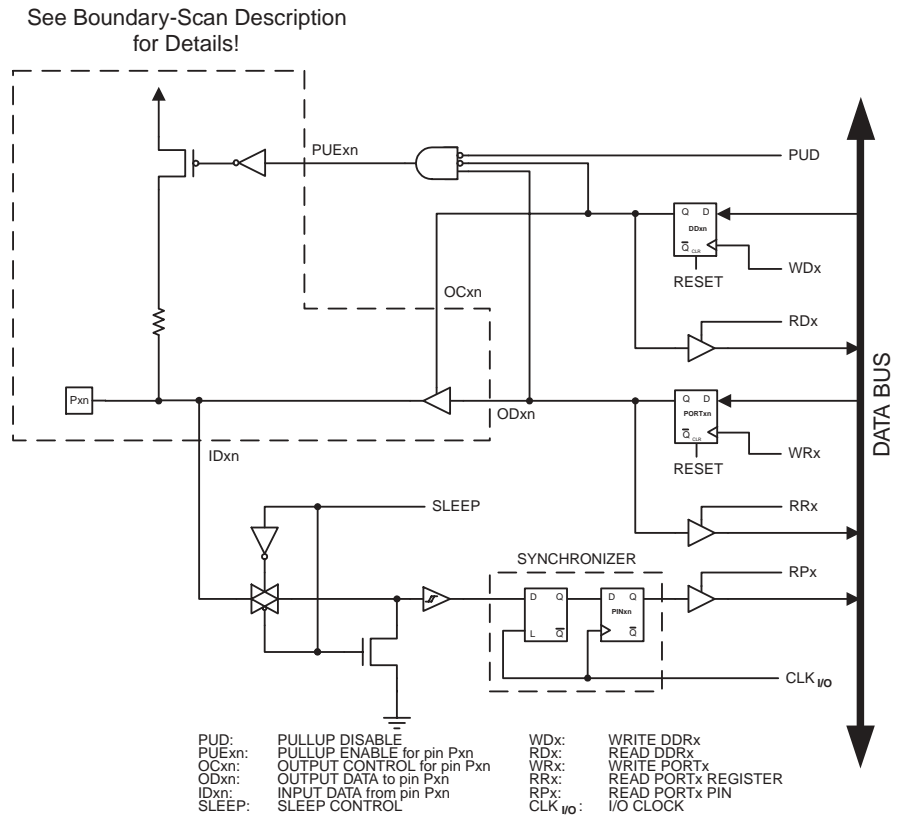 See Boundary-Scan Description
for Details!
PUExn
PUD
Q D
DDxn
Q CLR
WDx
RESET
OCxn
RDx
Pxn
ODxn
Q D
PORTxn
Q CLR
WRx
RESET
IDxn
DATA BUS
SLEEP
RRx
SYNCHRONIZER
RPx
D Q
L Q
D Q
PINxn
Q
CLK I/O
PUD: PULLUP DISABLE
PUExn: PULLUP ENABLE for pin Pxn
OCxn: OUTPUT CONTROL for pin Pxn
ODxn: OUTPUT DATA to pin Pxn
IDxn: INPUT DATA from pin Pxn
SLEEP: SLEEP CONTROL
WDx: WRITE DDRx
RDx: READ DDRx
WRx: WRITE PORTx
RRx: READ PORTx REGISTER
RPx: READ PORTx PIN
CLK I/O: I/O CLOCK